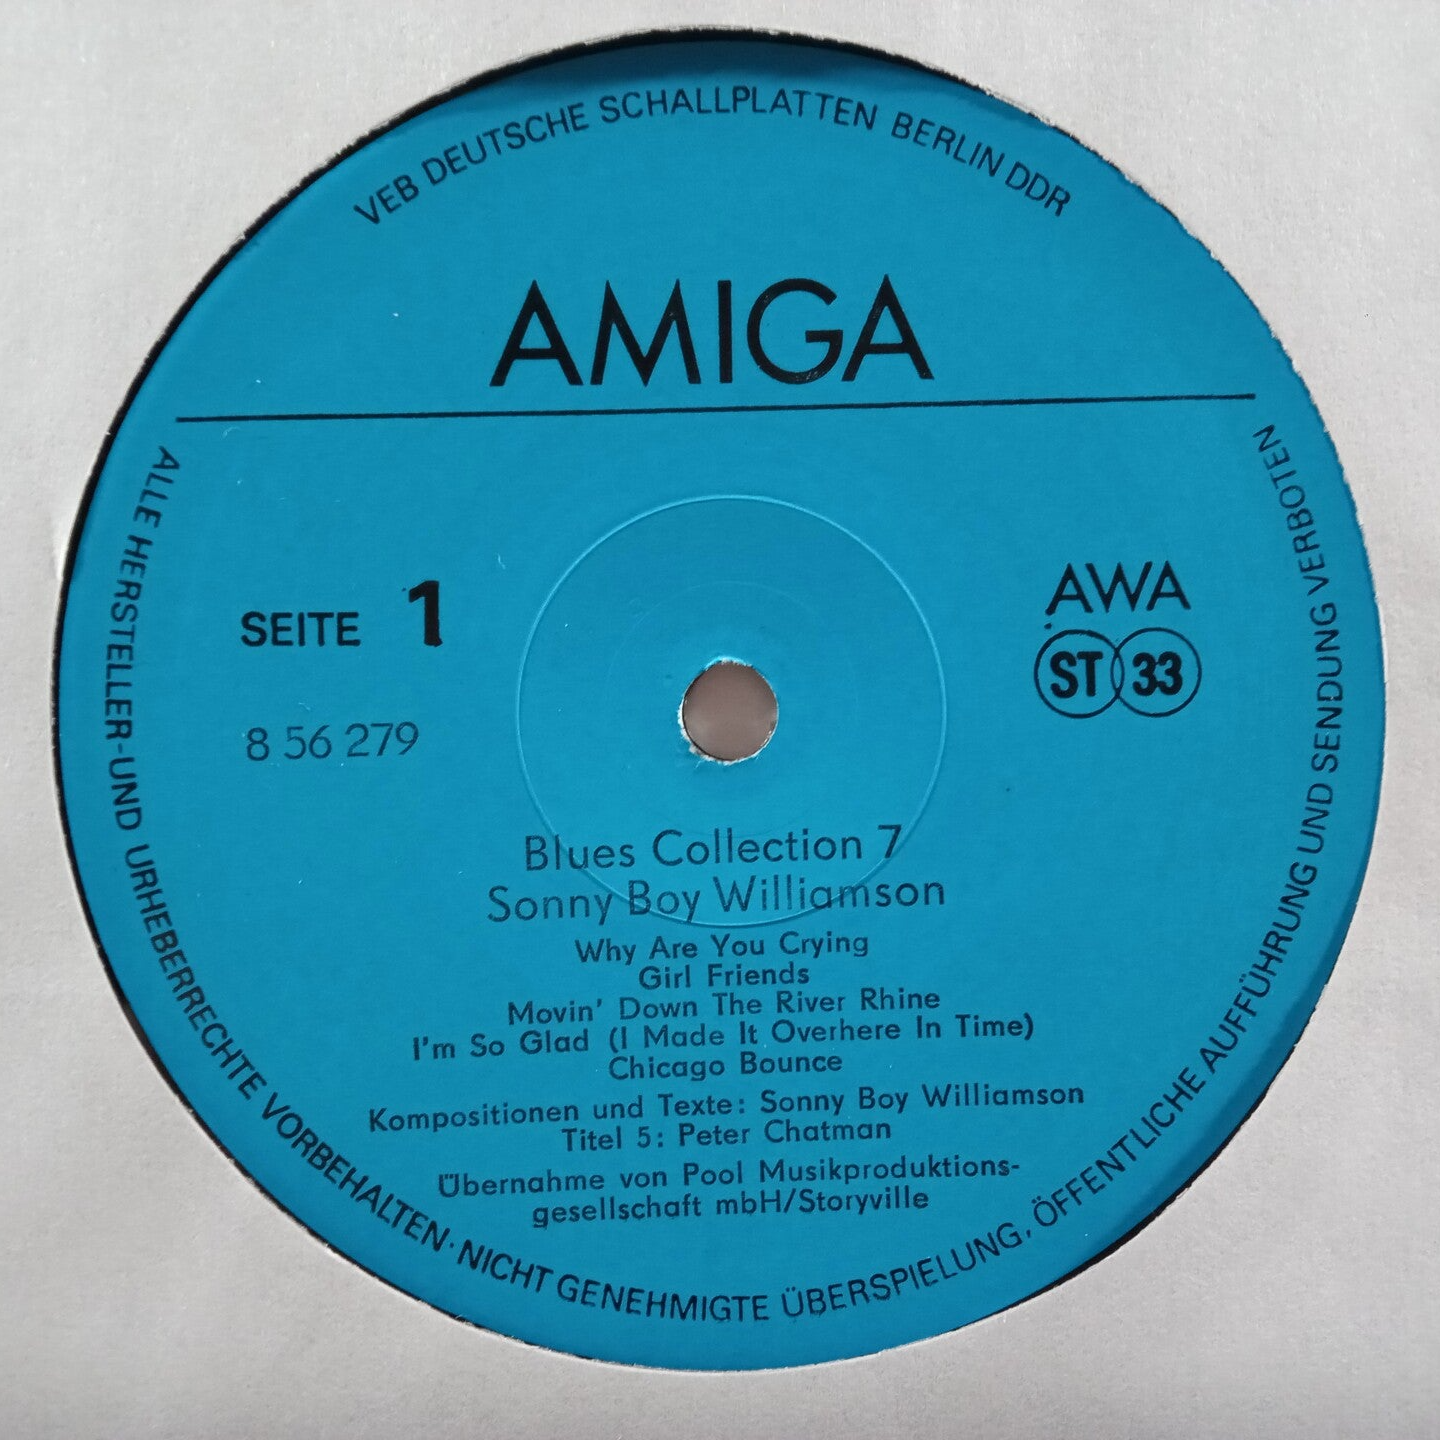 VEB DEUTSCHE SCHALLPLATTEN BERLIN DDR
AMIGA
SEITE 1
8 56 279
AWA
ST 33
Blues Collection 7
Sonny Boy Williamson
Why Are You Crying
Girl Friends
Movin' Down The River Rhine
I'm So Glad (I Made It Overhere In Time)
Chicago Bounce
Kompositionen und Texte: Sonny Boy Williamson
Titel 5: Peter Chatman
Übernahme von Pool Musikproduktions-
gesellschaft mbH/Storyville
ALLE HERSTELLER-UND URHEBERRECHTE VORBEHALTEN · NICHT GENEHMIGTE ÜBERSPIELUNG, ÖFFENTLICHE AUFFÜHRUNG UND SENDUNG VERBOTEN